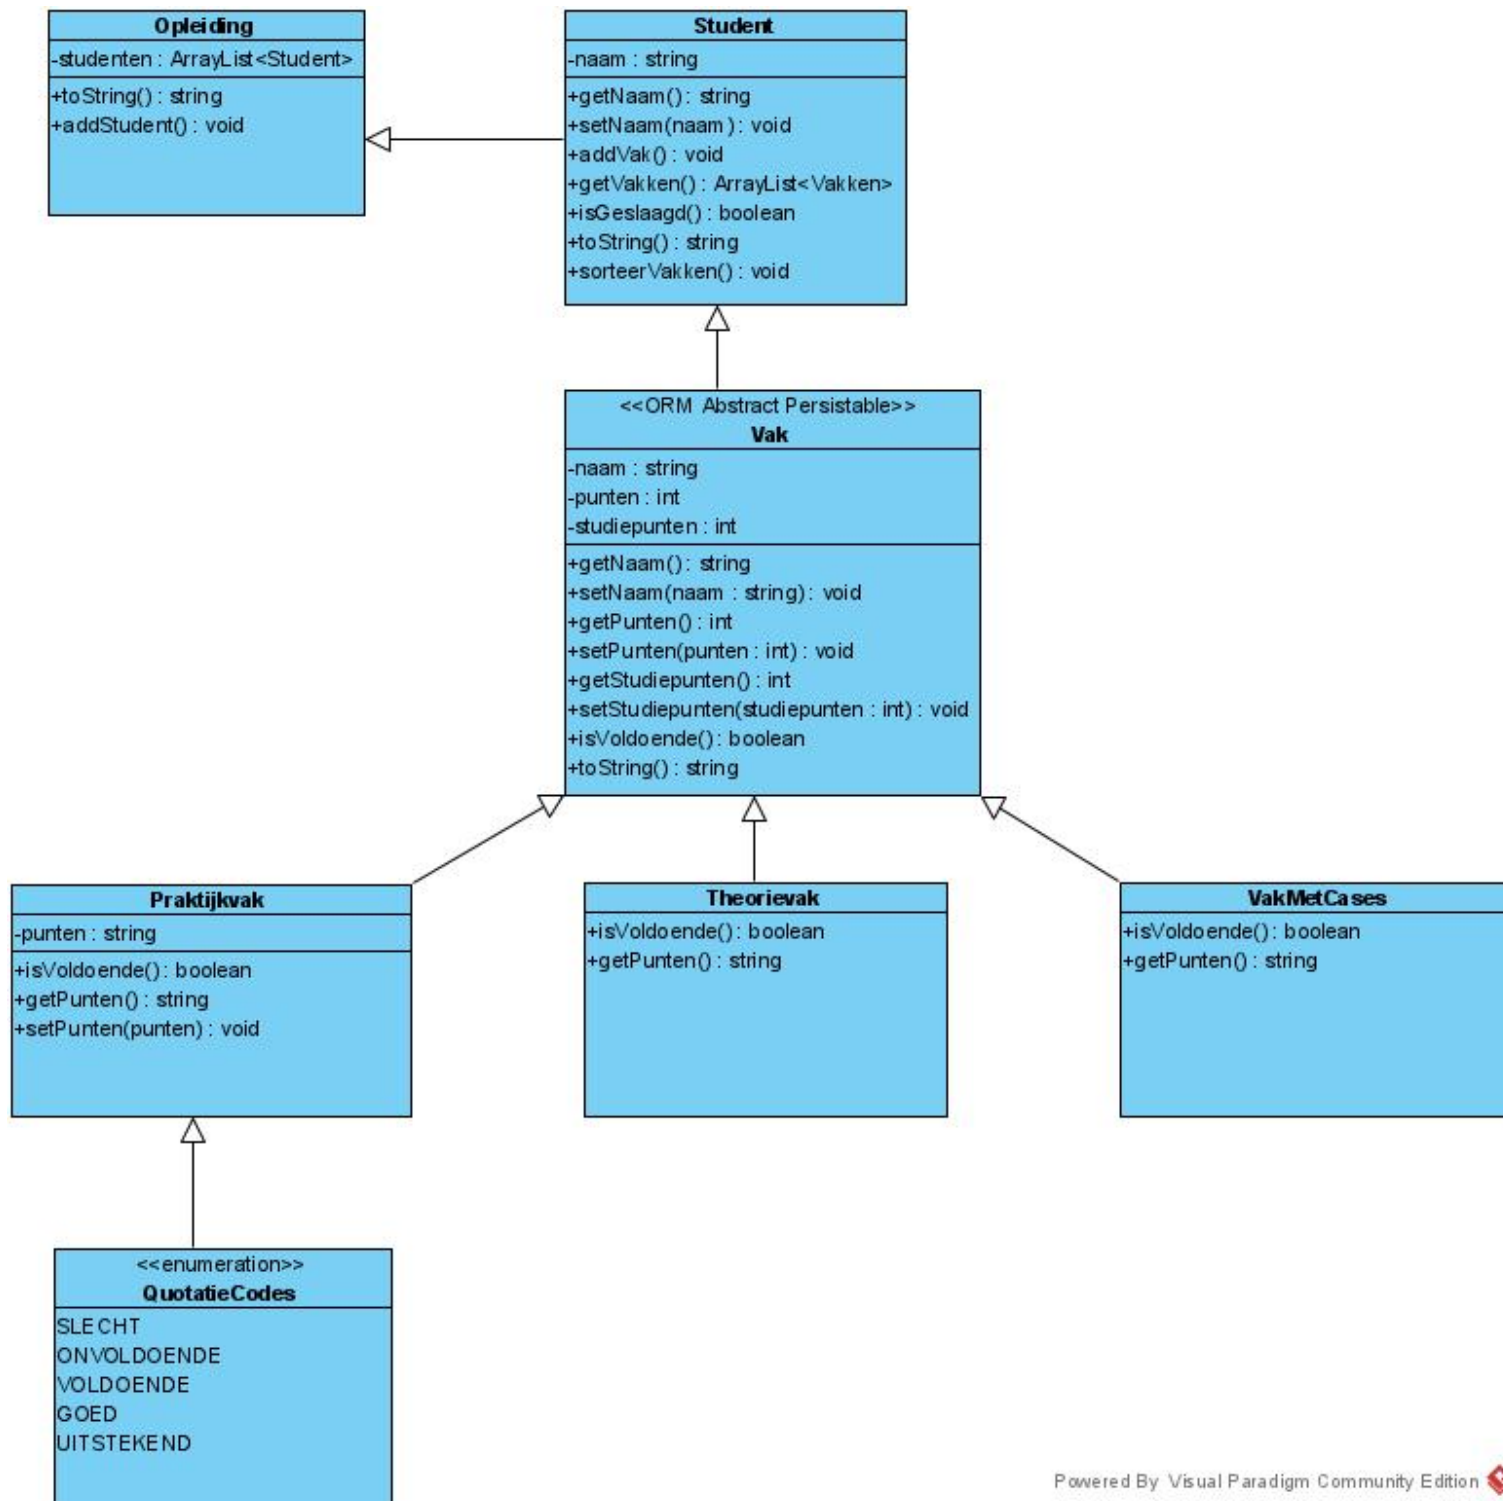 Opleiding
-studenten : ArrayList<Student>
+toString() : string
+addStudent() : void
Student
-naam : string
+getNaam() : string
+setNaam(naam) : void
+addVak() : void
+getVakken() : ArrayList<Vakken>
+isGeslaagd() : boolean
+toString() : string
+sorteerVakken() : void
<<ORM Abstract Persistable>>
Vak
-naam : string
-punten : int
-studiepunten : int
+getNaam() : string
+setNaam(naam : string) : void
+getPunten() : int
+setPunten(punten : int) : void
+getStudiepunten() : int
+setStudiepunten(studiepunten : int) : void
+isVoldoende() : boolean
+toString() : string
Praktijkvak
-punten : string
+isVoldoende() : boolean
+getPunten() : string
+setPunten(punten) : void
Theorievak
+isVoldoende() : boolean
+getPunten() : string
VakMetCases
+isVoldoende() : boolean
+getPunten() : string
<<enumeration>>
QuotatieCodes
SLECHT
ONVOLDOENDE
VOLDOENDE
GOED
UITSTEKEND
Powered By Visual Paradigm Community Edition